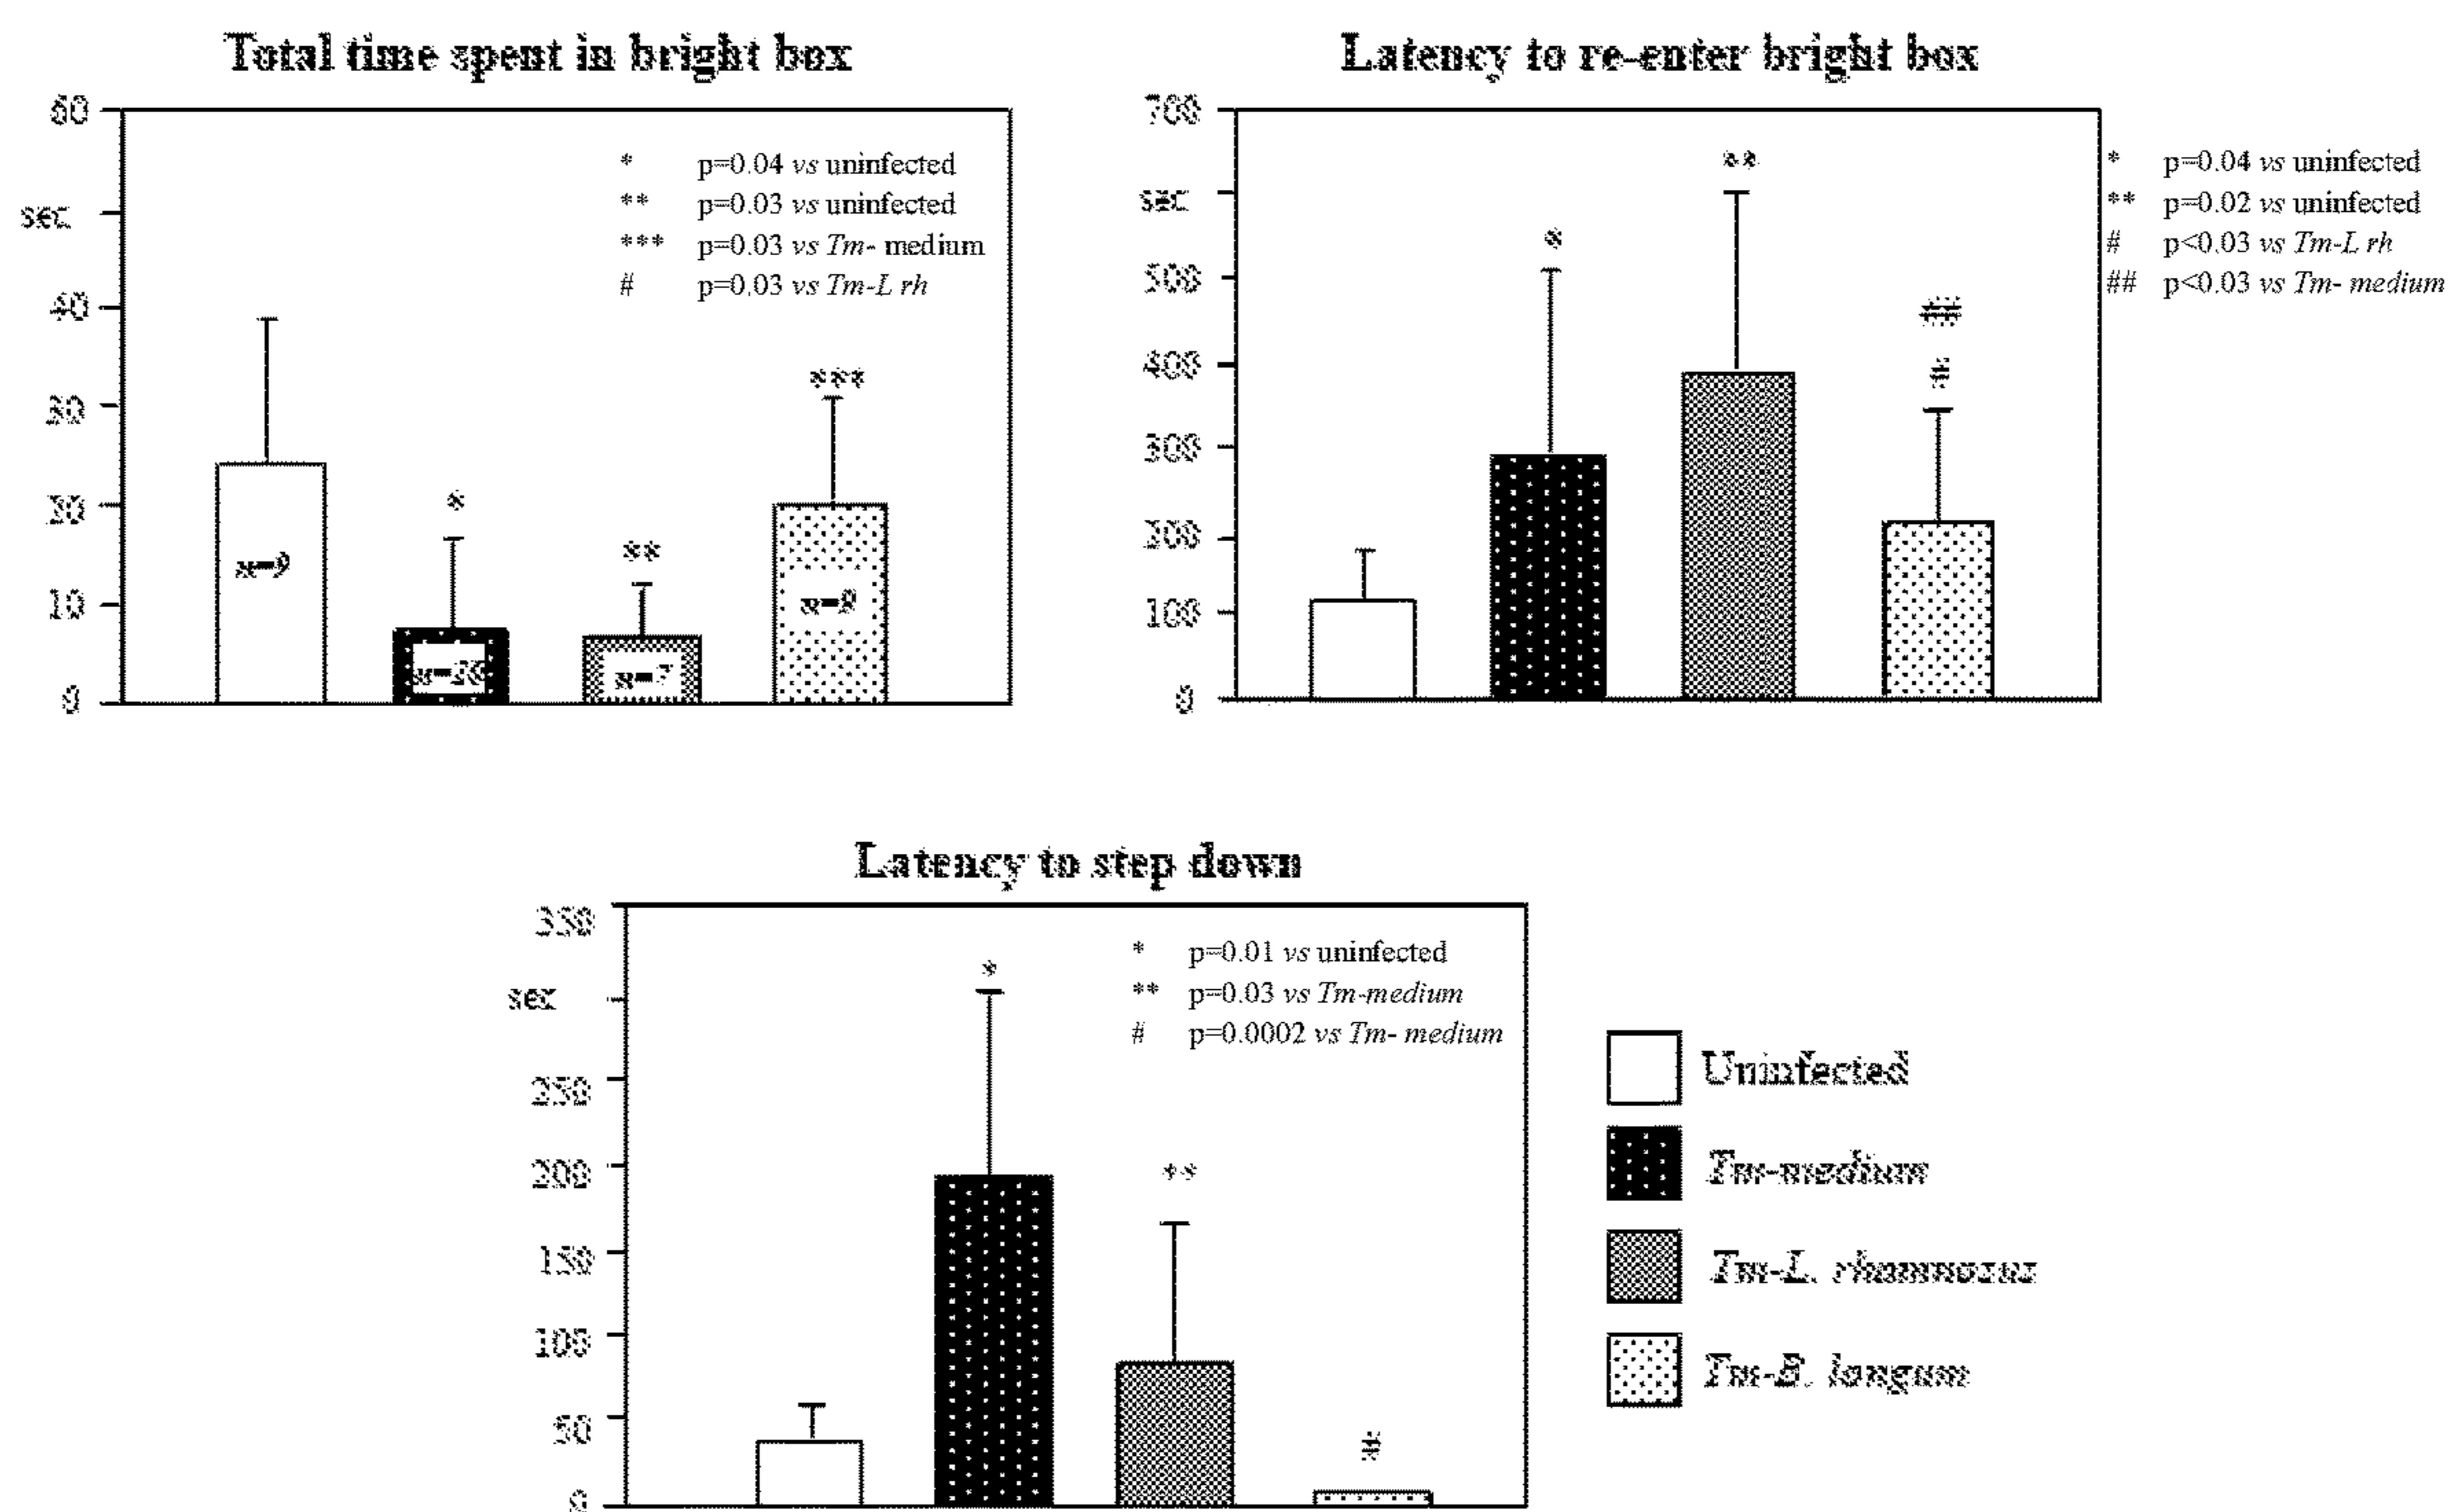 Total time spent in bright box
60
sec
40
30
20
10
0
* p=0.04 vs uninfected
** p=0.03 vs uninfected
*** p=0.03 vs Tm- medium
# p=0.03 vs Tm-L rh
*
**
***
n=9
n=7
Latency to re-enter bright box
700
sec
500
400
300
200
100
0
* p=0.04 vs uninfected
** p=0.02 vs uninfected
# p<0.03 vs Tm-L rh
## p<0.03 vs Tm- medium
*
**
##
#
Latency to step down
350
sec
250
200
150
100
50
0
* p=0.01 vs uninfected
** p=0.03 vs Tm-medium
# p=0.0002 vs Tm- medium
*
**
#
Uninfected
Tm-medium
Tm-L. rhamnosus
Tm-B. longum